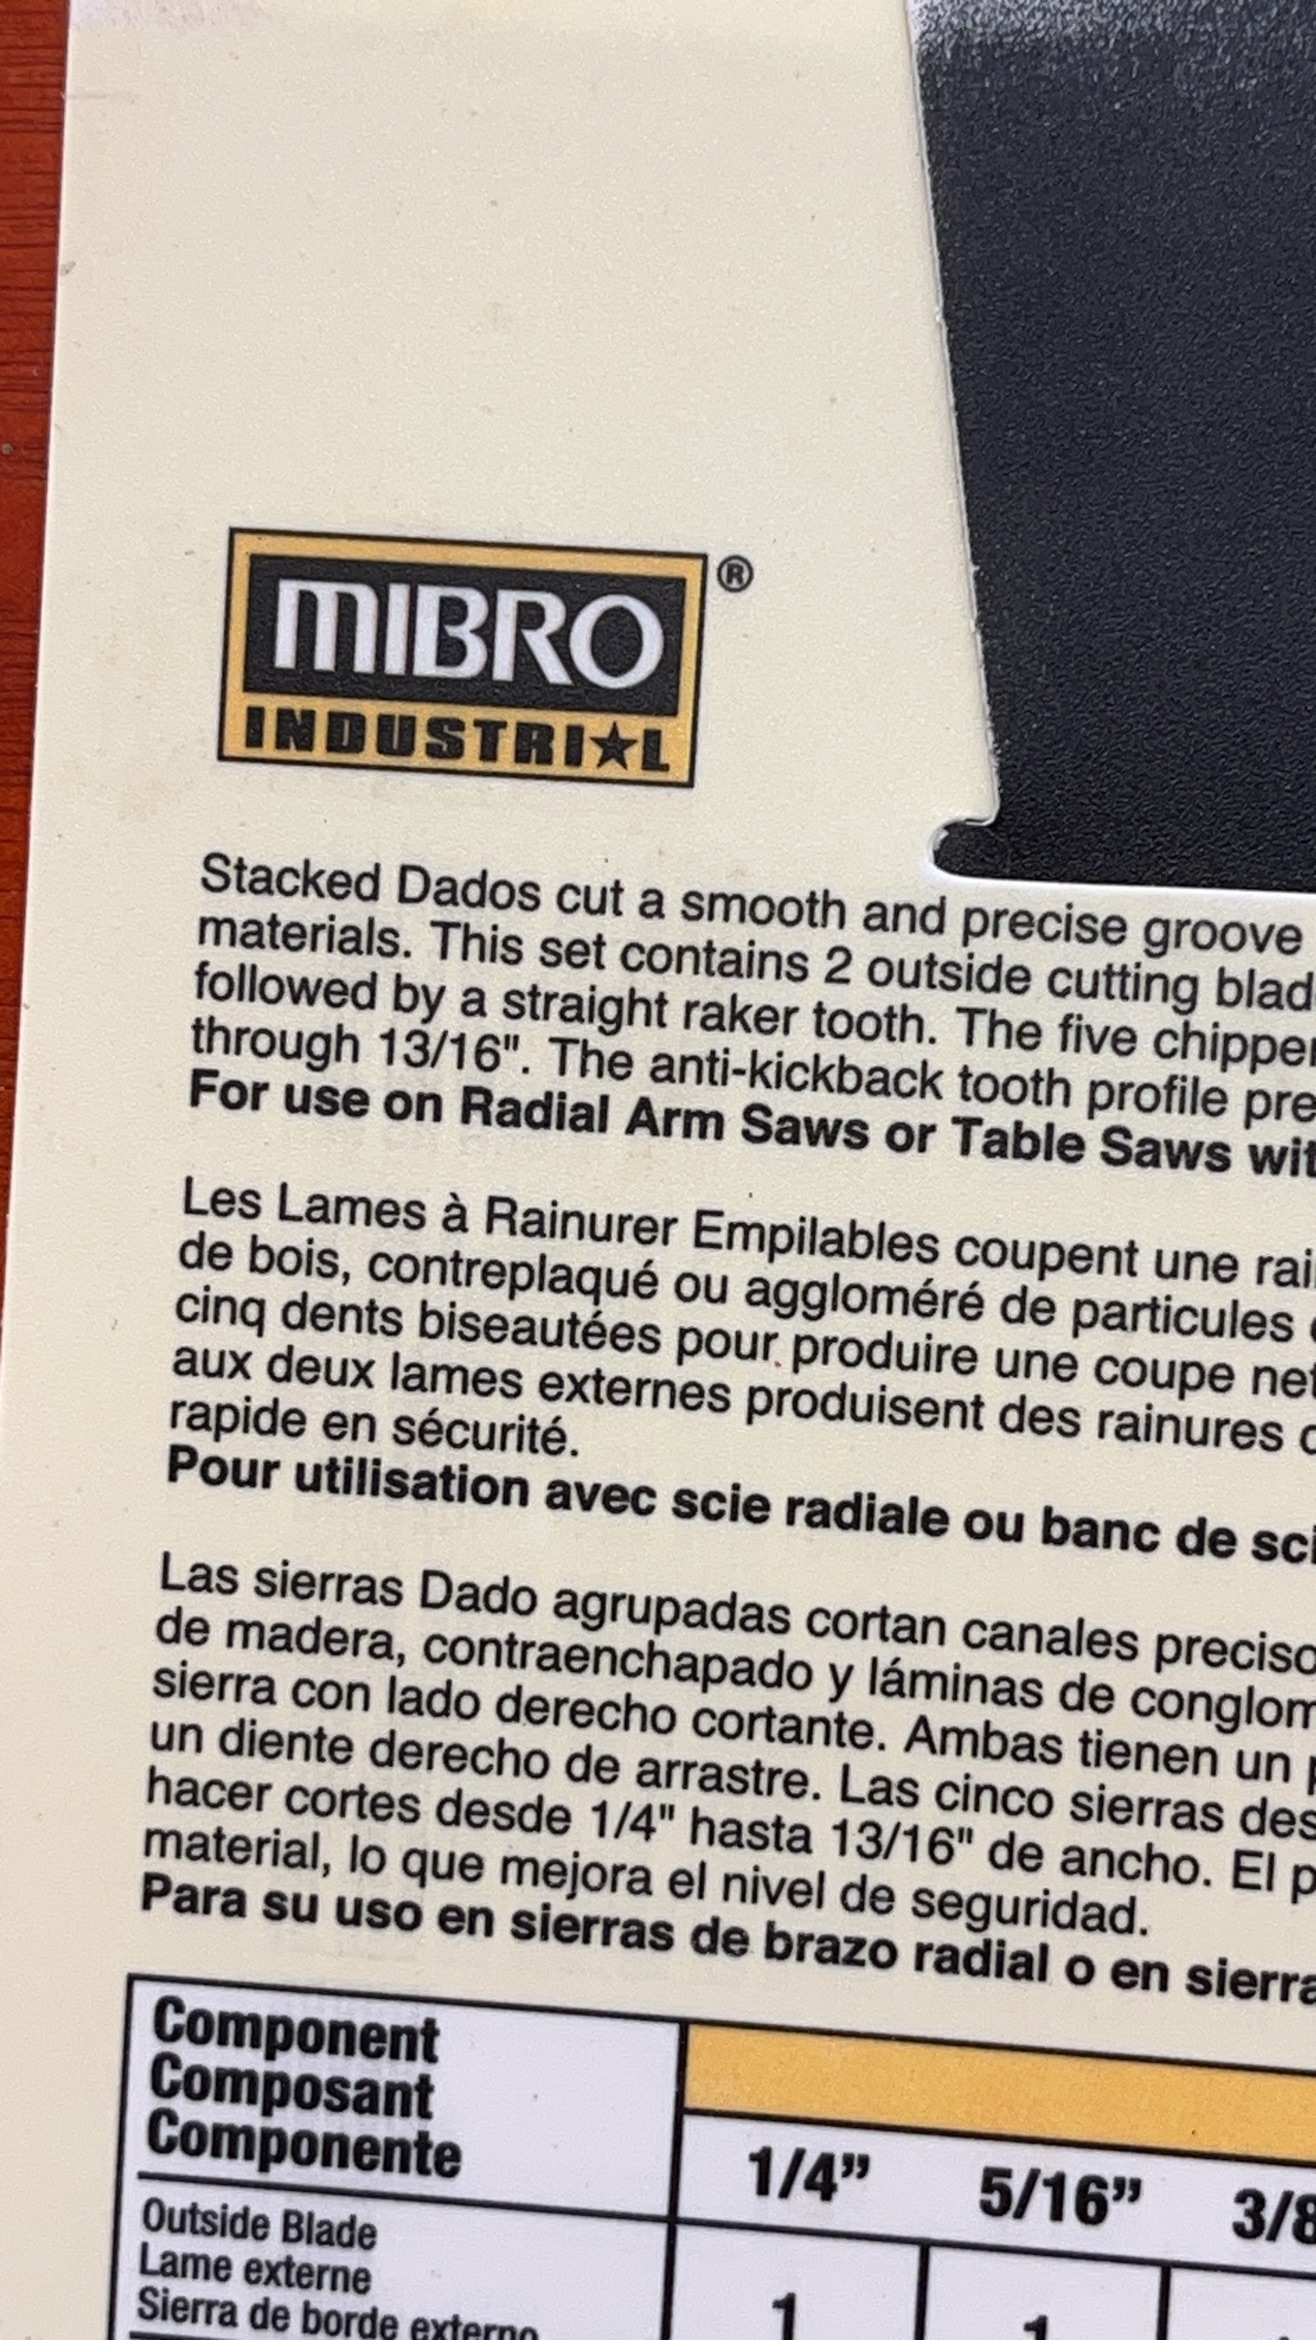 MIBRO ®
INDUSTRIAL
Stacked Dados cut a smooth and precise groove
materials. This set contains 2 outside cutting blad
followed by a straight raker tooth. The five chipper
through 13/16". The anti-kickback tooth profile pre
For use on Radial Arm Saws or Table Saws wit
Les Lames à Rainurer Empilables coupent une rai
de bois, contreplaqué ou aggloméré de particules
cinq dents biseautées pour produire une coupe net
aux deux lames externes produisent des rainures
rapide en sécurité.
Pour utilisation avec scie radiale ou banc de sci
Las sierras Dado agrupadas cortan canales preciso
de madera, contraenchapado y láminas de conglom
sierra con lado derecho cortante. Ambas tienen un
un diente derecho de arrastre. Las cinco sierras des
hacer cortes desde 1/4" hasta 13/16" de ancho. El p
material, lo que mejora el nivel de seguridad.
Para su uso en sierras de brazo radial o en sierra
Component
Composant
Componente
1/4” 5/16” 3/8
Outside Blade
Lame externe
Sierra de borde externo
1 1